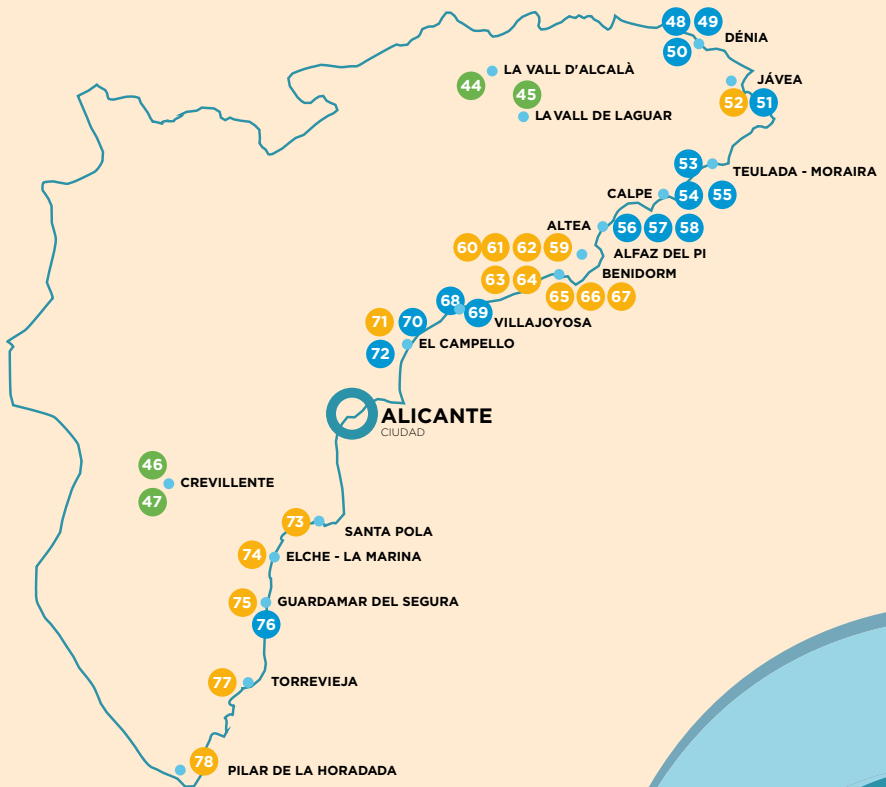 48 49
DÉNIA
50
LA VALL D'ALCALÀ
44
JÁVEA
45
52 51
LA VALL DE LAGUAR
53
TEULADA - MORAIRA
CALPE
54 55
ALTEA
56 57 58
60 61 62 59
ALFAZ DEL PI
BENIDORM
63 64
65 66 67
68
69
VILLAJOYOSA
71 70
EL CAMPELLO
72
ALICANTE
CIUDAD
46
CREVILLENTE
47
73
SANTA POLA
74
ELCHE - LA MARINA
75
GUARDAMAR DEL SEGURA
76
77
TORREVIEJA
78
PILAR DE LA HORADADA